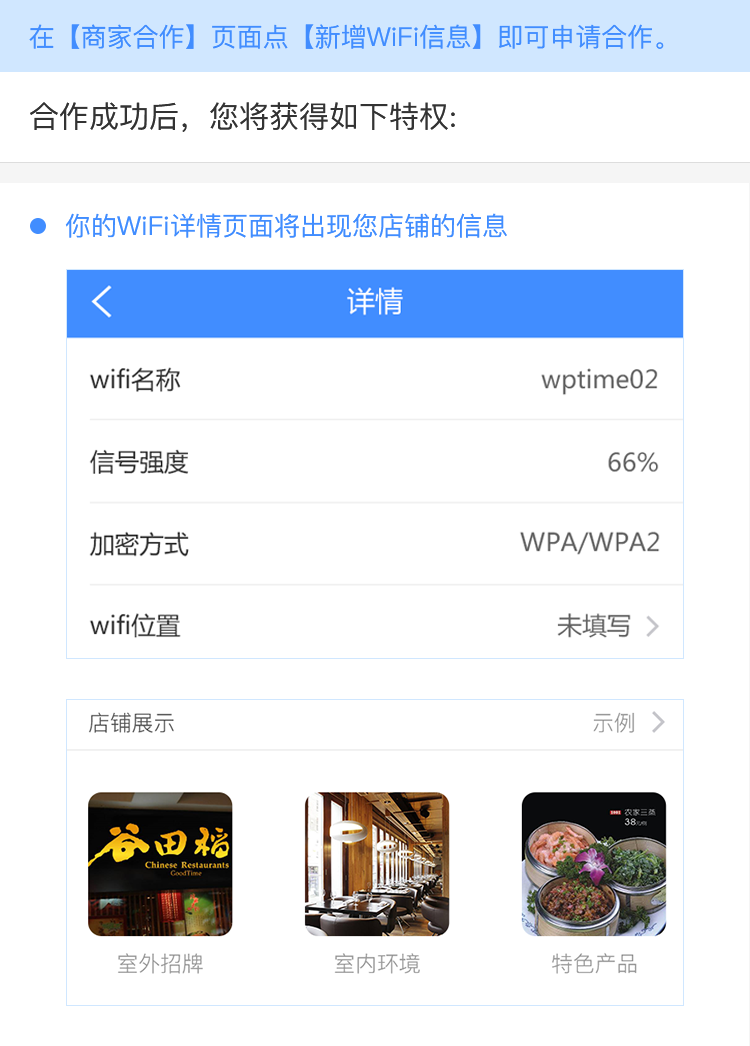 在【商家合作】页面点【新增WiFi信息】即可申请合作。
合作成功后，您将获得如下特权:
你的WiFi详情页面将出现您店铺的信息
详情
wifi名称 wptime02
信号强度 66%
加密方式 WPA/WPA2
wifi位置 未填写
店铺展示 示例
谷田稻
Chinese Restaurants
GoodTime
农家三蒸
38
室外招牌 室内环境 特色产品